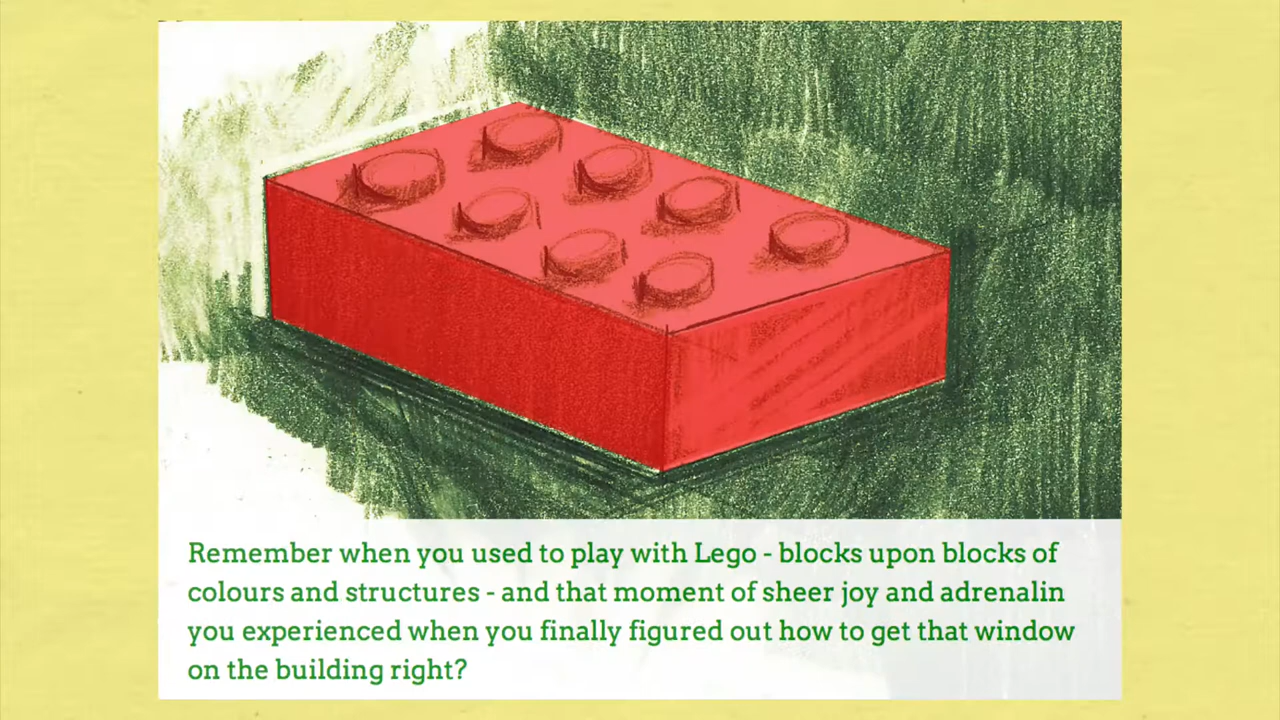 Remember when you used to play with Lego - blocks upon blocks of
colours and structures - and that moment of sheer joy and adrenalin
you experienced when you finally figured out how to get that window
on the building right?